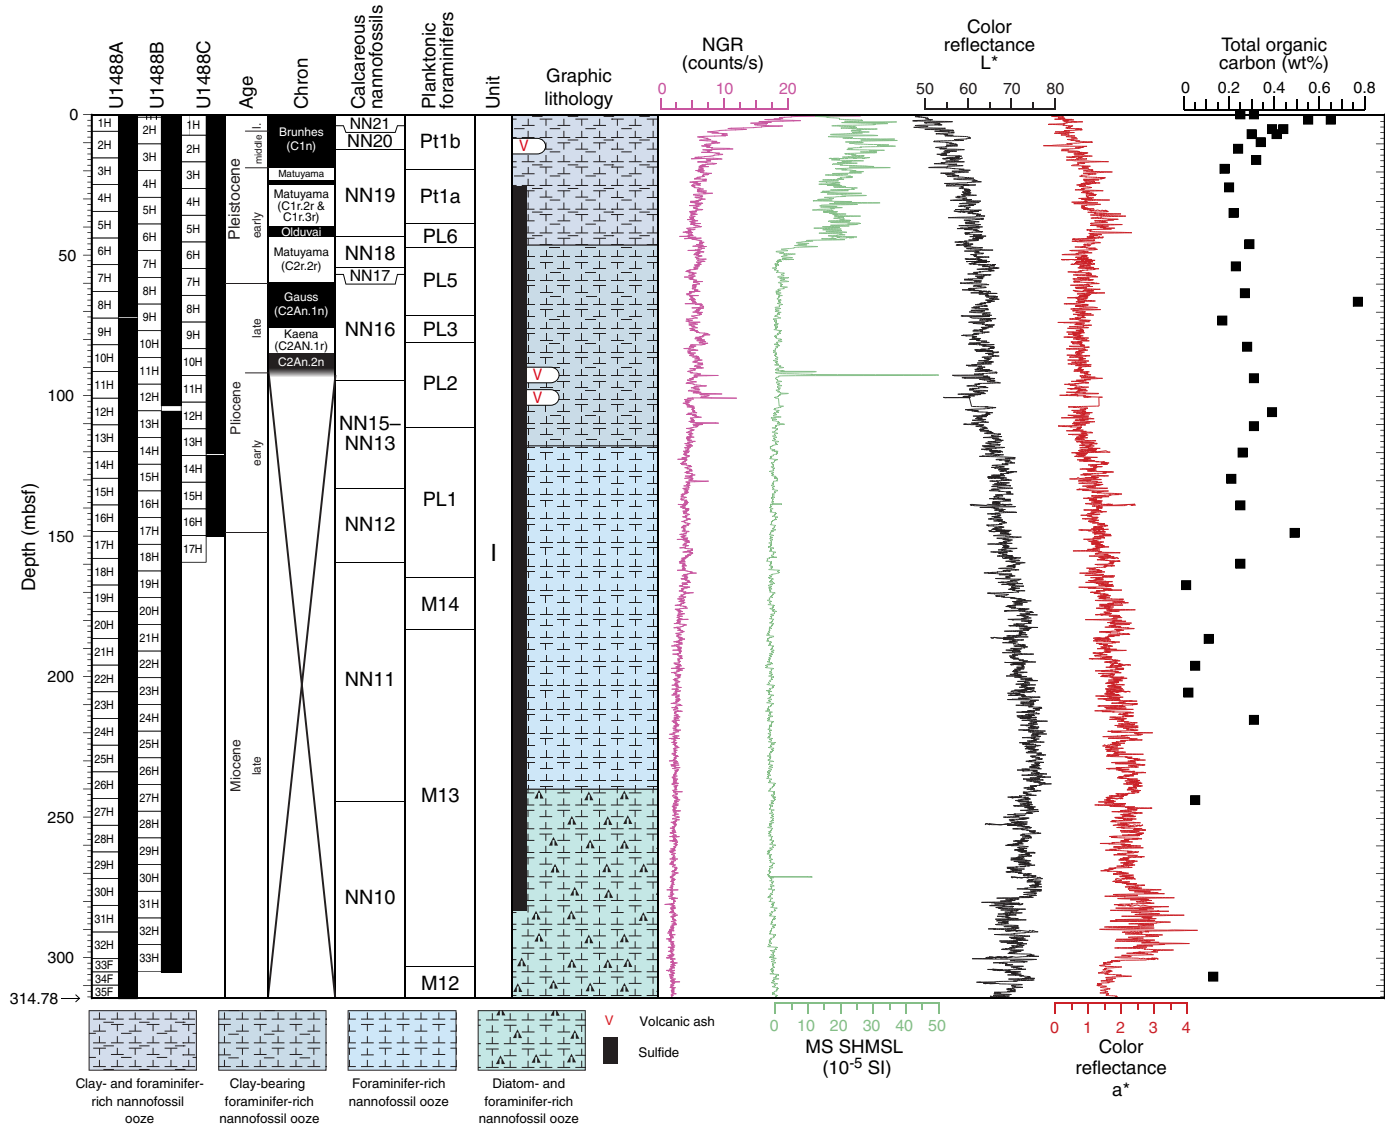 U1488A
U1488B
U1488C
Age
Chron
Calcareous
nannofossils
Planktonic
foraminifers
Unit
Graphic
lithology
NGR
(counts/s)
0 10 20
Color
reflectance
L*
50 60 70 80
Total organic
carbon (wt%)
0 0.2 0.4 0.6 0.8
Depth (mbsf)
0
50
100
150
200
250
300
314.78
1H
2H
3H
4H
5H
6H
7H
8H
9H
10H
11H
12H
13H
14H
15H
16H
17H
18H
19H
20H
21H
22H
23H
24H
25H
26H
27H
28H
29H
30H
31H
32H
33F
34F
35F
2H
3H
4H
5H
6H
7H
8H
9H
10H
11H
12H
13H
14H
15H
16H
17H
18H
19H
20H
21H
22H
23H
24H
25H
26H
27H
28H
29H
30H
31H
32H
33H
1H
2H
3H
4H
5H
6H
7H
8H
9H
10H
11H
12H
13H
14H
15H
16H
17H
Pleistocene
l.
middle
early
Pliocene
late
early
Miocene
late
Brunhes
(C1n)
Matuyama
Matuyama
(C1r.2r &
C1r.3r)
Olduvai
Matuyama
(C2r.2r)
Gauss
(C2An.1n)
Kaena
(C2AN.1r)
C2An.2n
NN21
NN20
NN19
NN18
NN17
NN16
NN15–
NN13
NN12
NN11
NN10
Pt1b
Pt1a
PL6
PL5
PL3
PL2
PL1
M14
M13
M12
I
V
V
V
0 10 20 30 40 50
MS SHMSL
(10-5 SI)
0 1 2 3 4
Color
reflectance
a*
Clay- and foraminifer-
rich nannofossil
ooze
Clay-bearing
foraminifer-rich
nannofossil ooze
Foraminifer-rich
nannofossil ooze
Diatom- and
foraminifer-rich
nannofossil ooze
V Volcanic ash
Sulfide